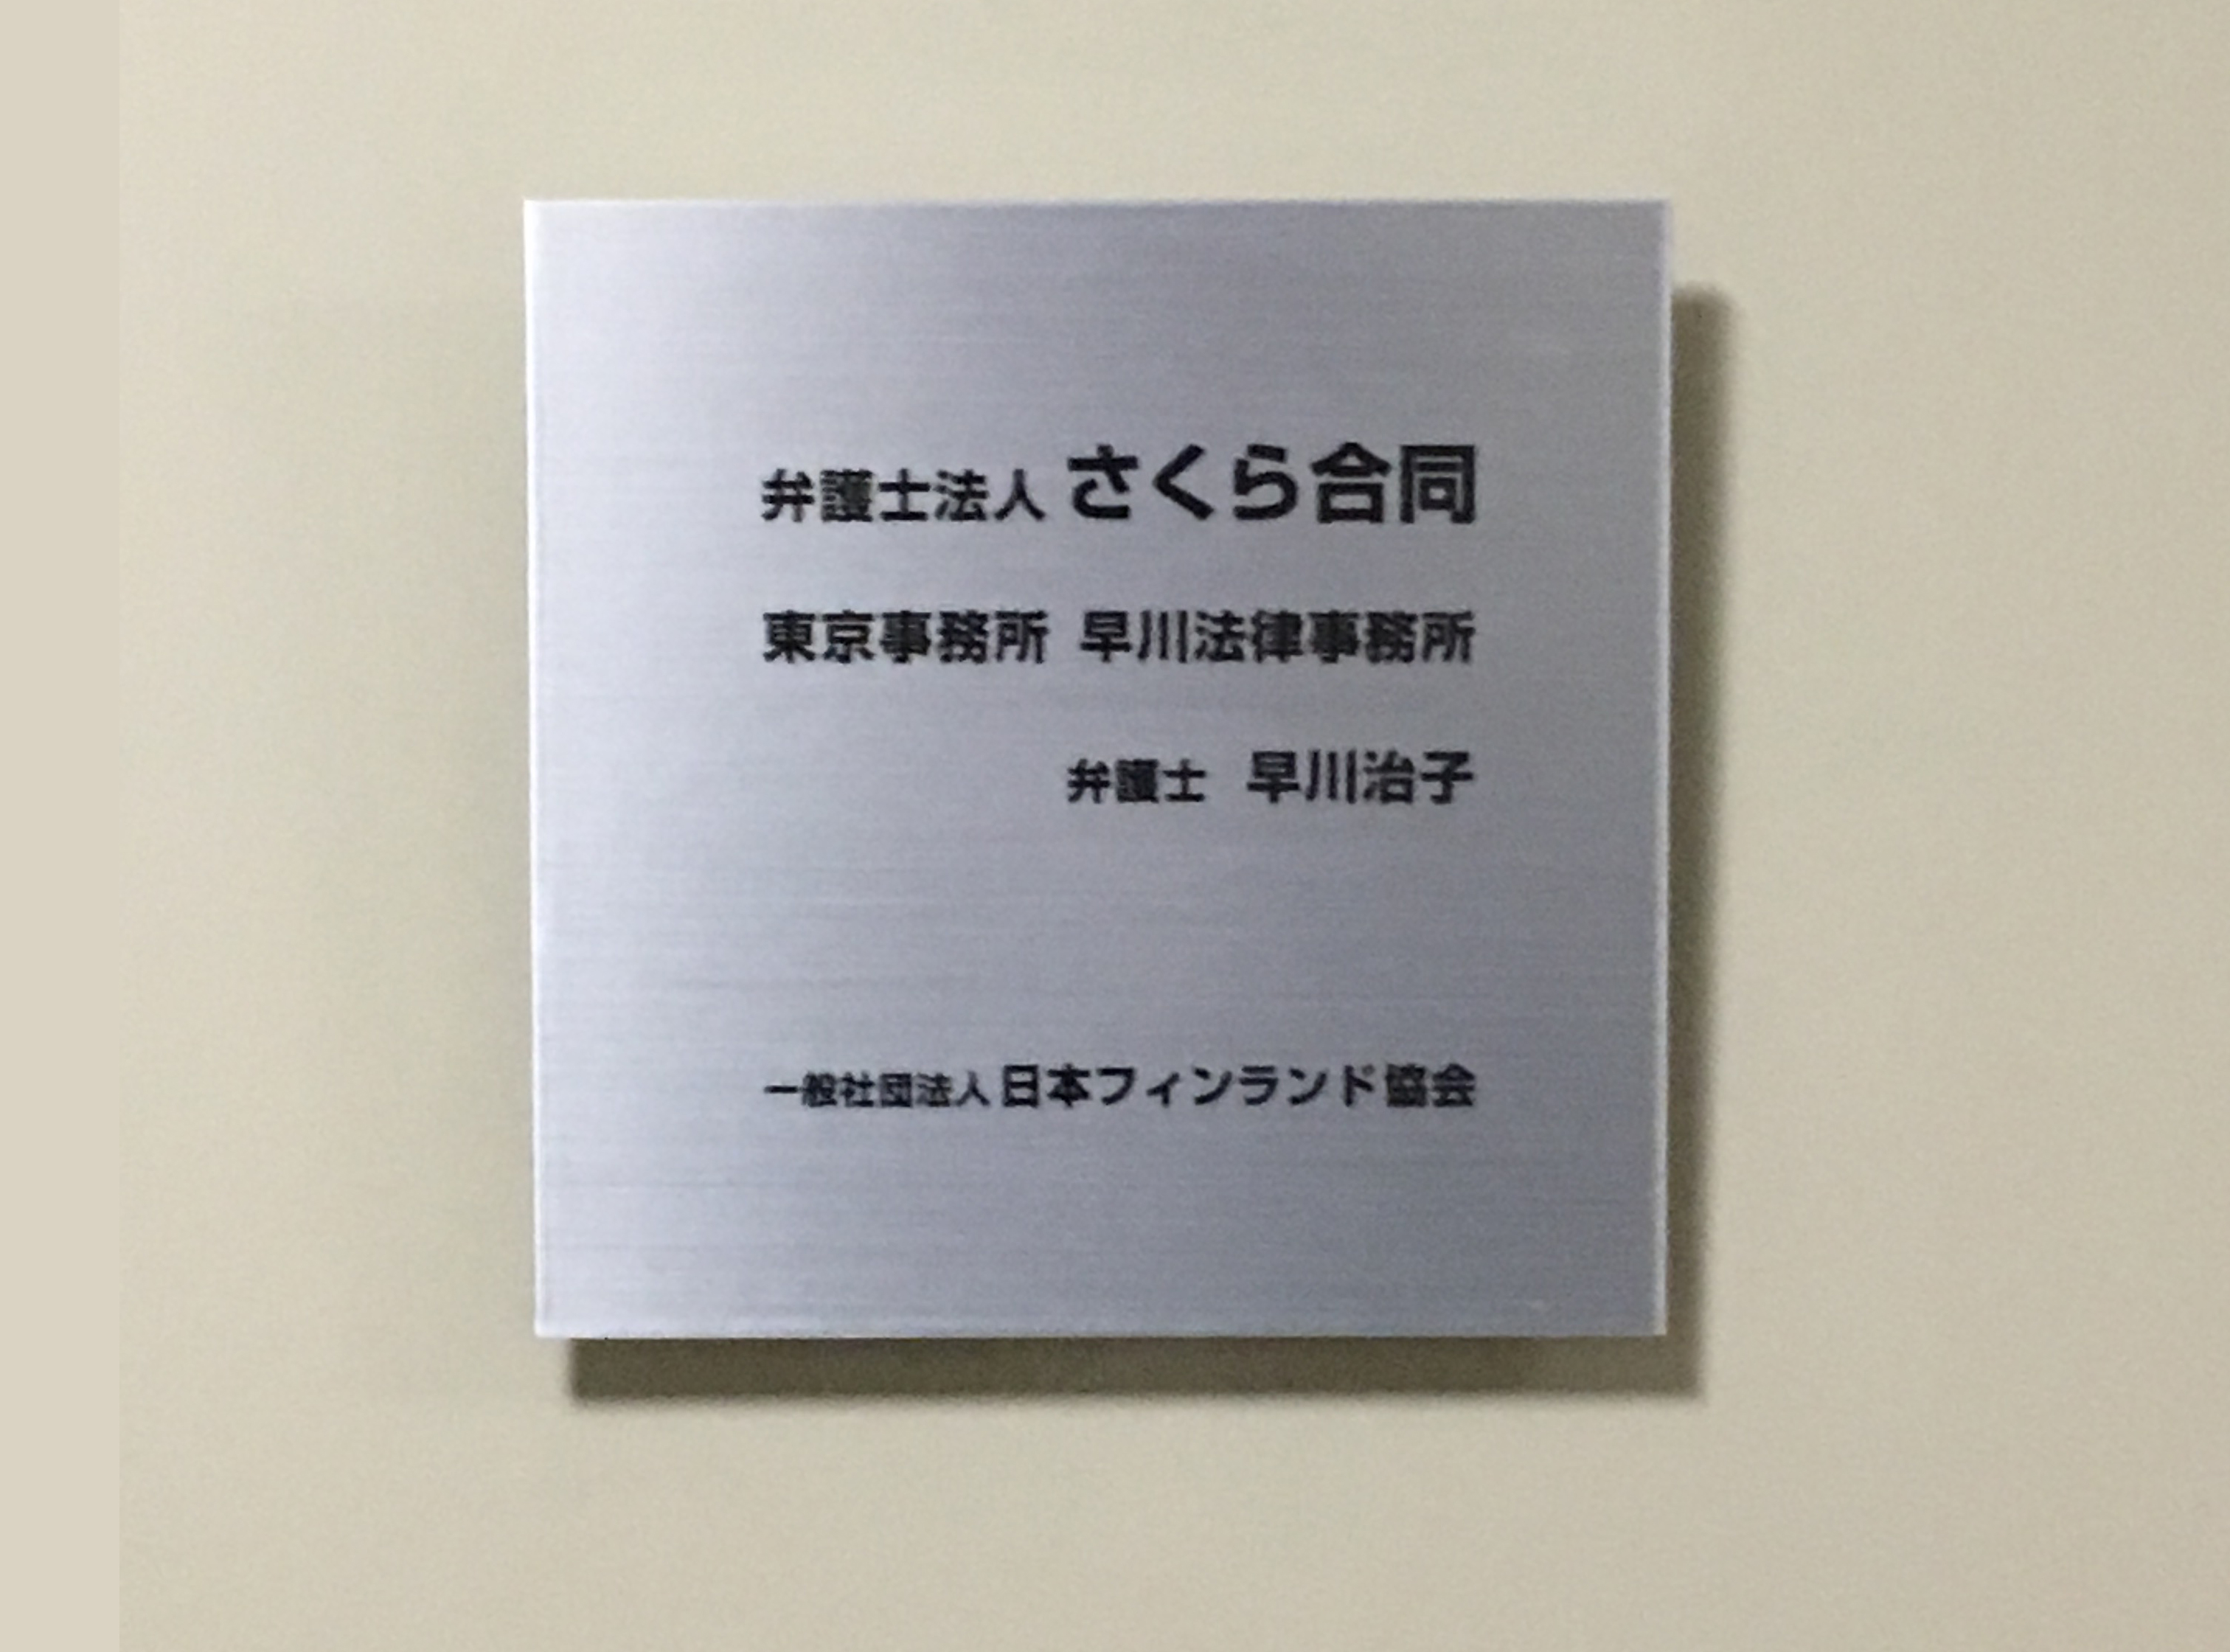 弁護士法人 さくら合同
東京事務所 早川法律事務所
弁護士 早川治子
一般社団法人日本フィンランド協会